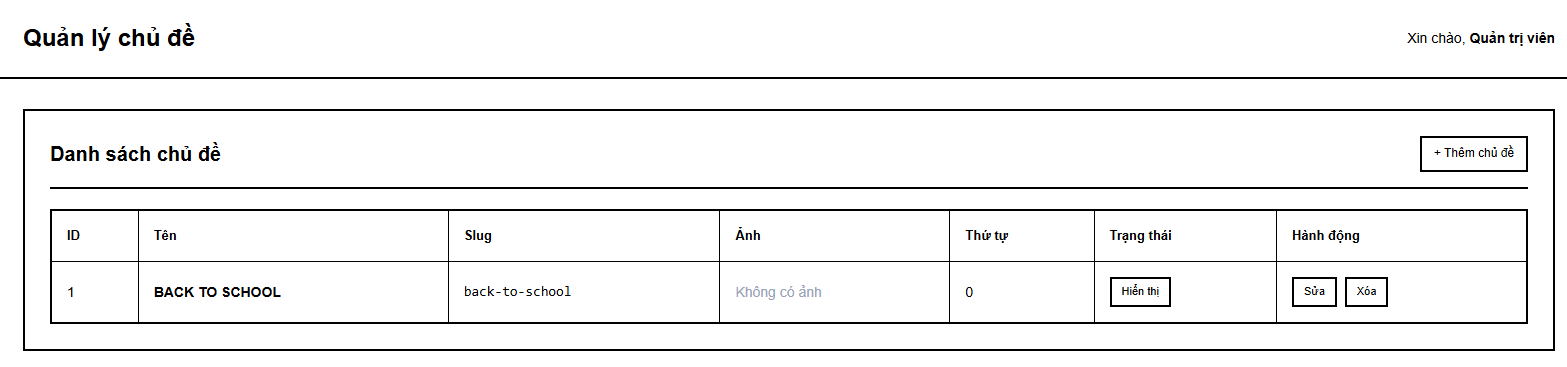 Quản lý chủ đề
Xin chào, Quản trị viên
Danh sách chủ đề
+ Thêm chủ đề
ID Tên Slug Ảnh Thứ tự Trạng thái Hành động
1 BACK TO SCHOOL back-to-school Không có ảnh 0 Hiển thị Sửa Xóa